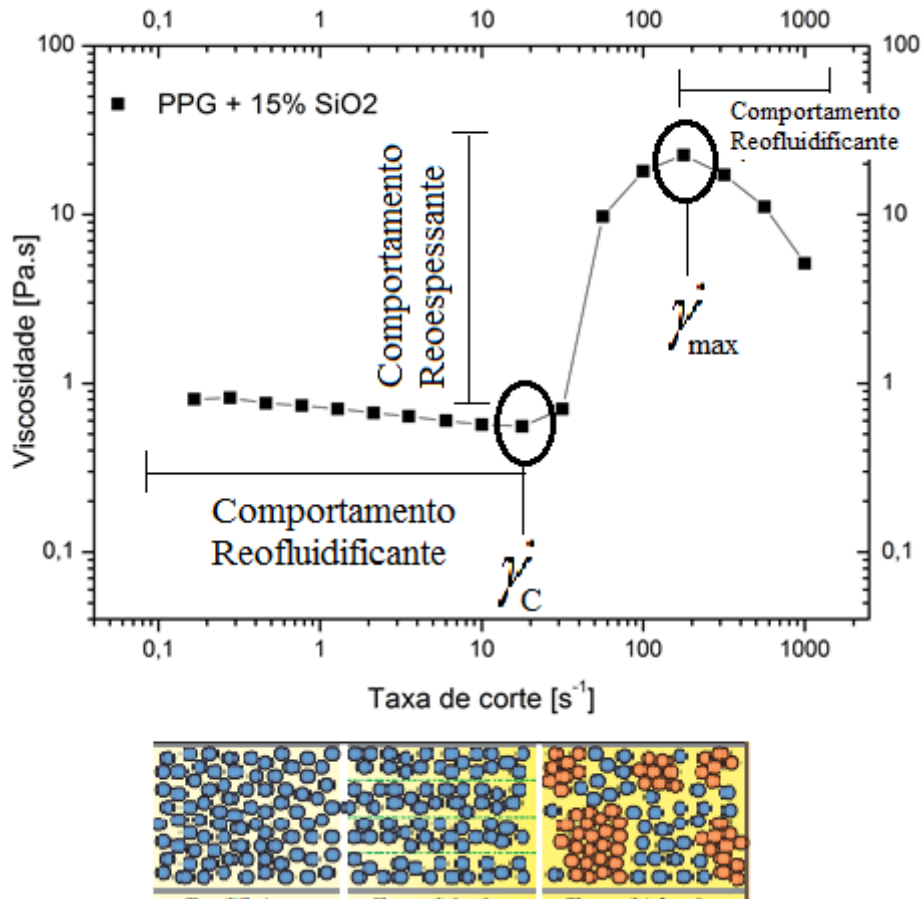 0,1 1 10 100 1000
100 100
PPG + 15% SiO2
Comportamento
Reofluidificante
Comportamento
Reoespessante
10 10
γ̇max
Viscosidade [Pa.s]
1 1
Comportamento
Reofluidificante
γ̇C
0,1 0,1
0,1 1 10 100 1000
Taxa de corte [s⁻¹]